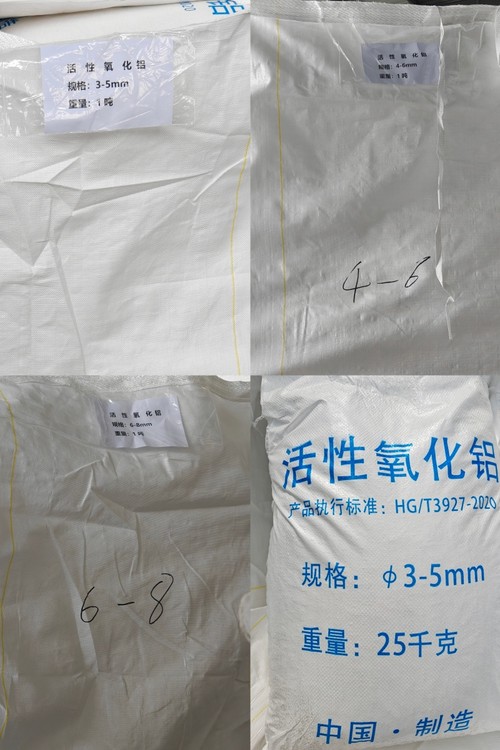 活性氧化铝
规格：3-5mm
重量：1吨
活性氧化铝
规格：4-6mm
重量：1吨
4-6
活性氧化铝
规格：6-8mm
重量：1吨
6-8
活性氧化铝
产品执行标准：HG/T3927-2020
规格：φ3-5mm
重量：25千克
中国·制造